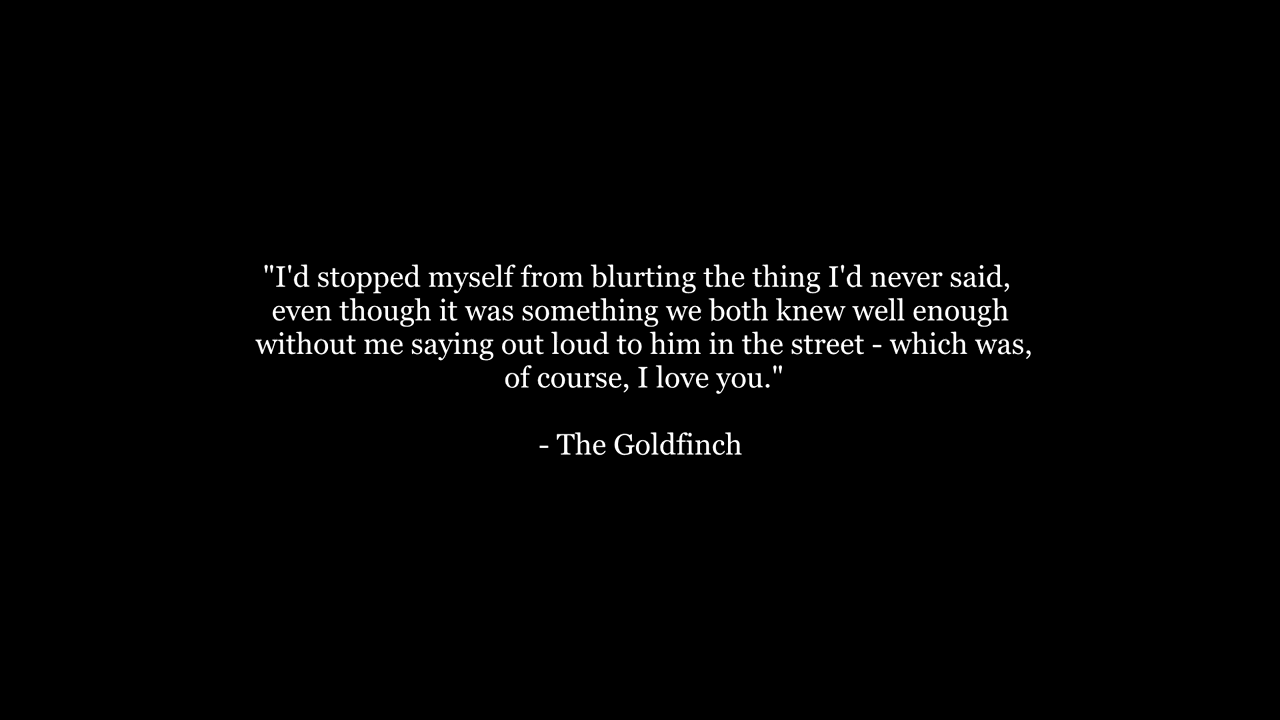 "I'd stopped myself from blurting the thing I'd never said,
even though it was something we both knew well enough
without me saying out loud to him in the street - which was,
of course, I love you."
- The Goldfinch